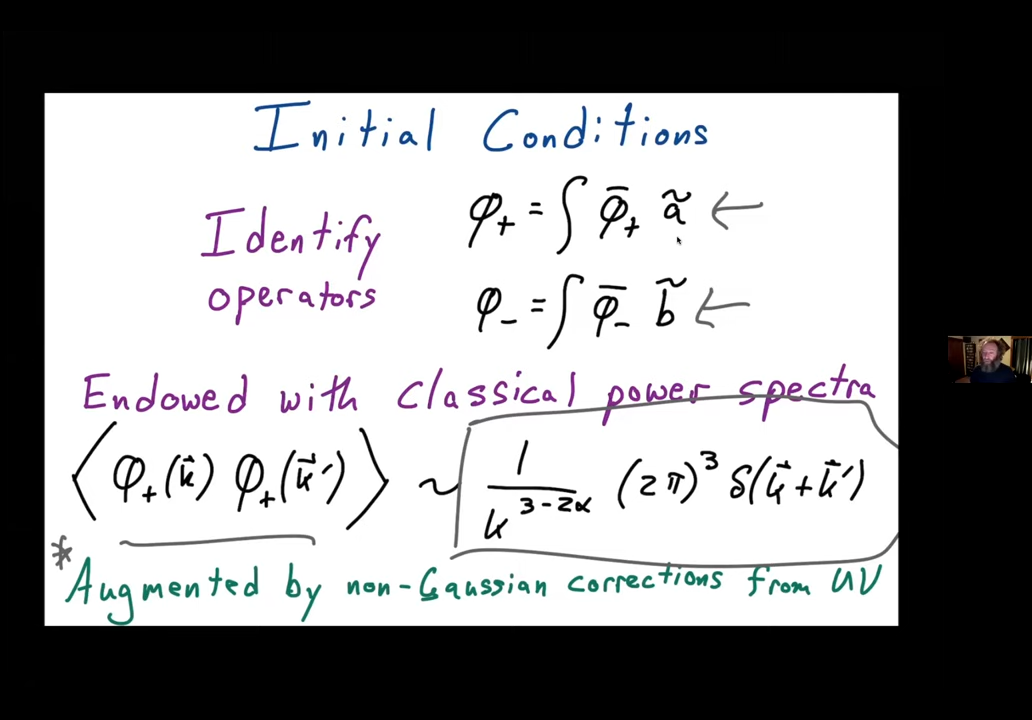 Initial Conditions
Identify operators
φ₊ = ∫ φ̄₊ ã ←
φ₋ = ∫ φ̄₋ b̃ ←
Endowed with classical power spectra
⟨ φ₊(k⃗) φ₊(k⃗′) ⟩ ~ 1/k^(3-2α) (2π)³ δ(k⃗+k⃗′)
* Augmented by non-Gaussian corrections from UV